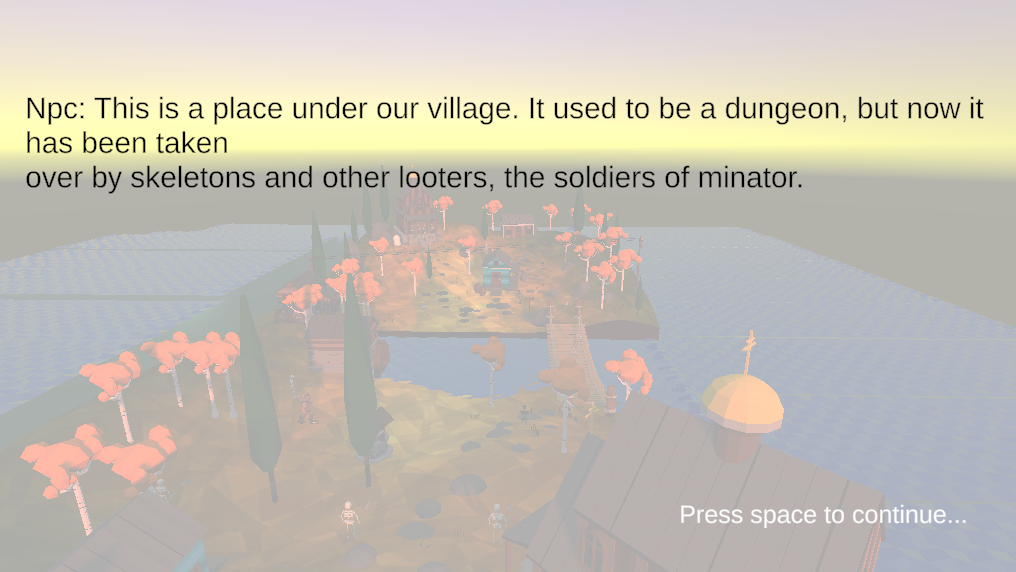 Npc: This is a place under our village. It used to be a dungeon, but now it
has been taken
over by skeletons and other looters, the soldiers of minator.
Press space to continue...